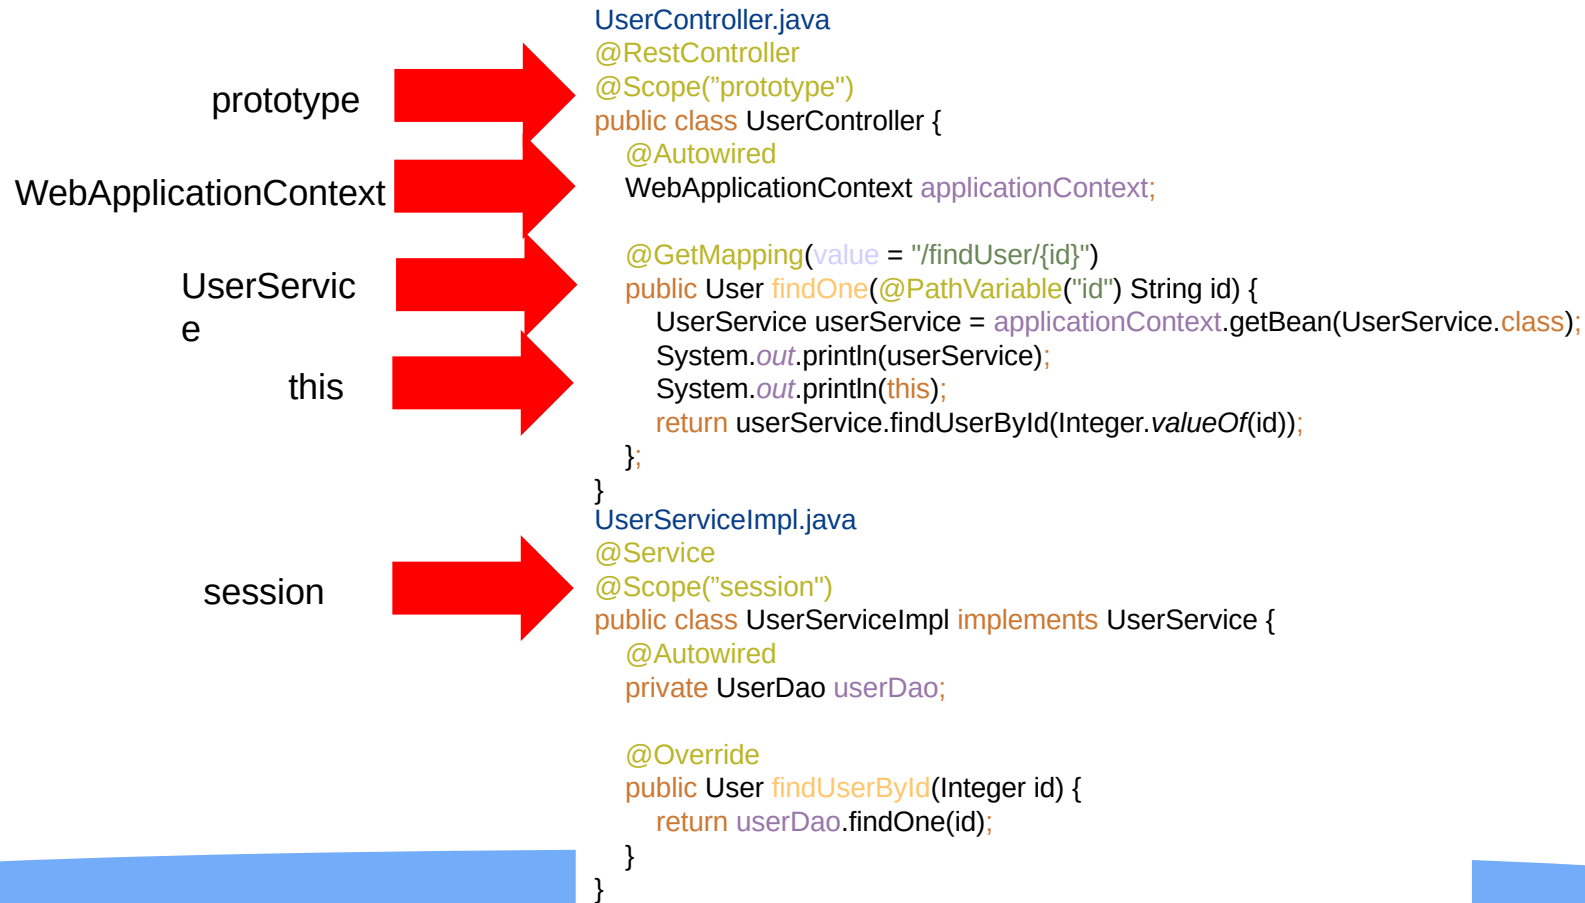 prototype
WebApplicationContext
UserServic
e
this
session
UserController.java
@RestController
@Scope(”prototype")
public class UserController {
@Autowired
WebApplicationContext applicationContext;
@GetMapping(value = "/findUser/{id}")
public User findOne(@PathVariable("id") String id) {
UserService userService = applicationContext.getBean(UserService.class);
System.out.println(userService);
System.out.println(this);
return userService.findUserById(Integer.valueOf(id));
};
}
UserServiceImpl.java
@Service
@Scope(”session")
public class UserServiceImpl implements UserService {
@Autowired
private UserDao userDao;
@Override
public User findUserById(Integer id) {
return userDao.findOne(id);
}
}